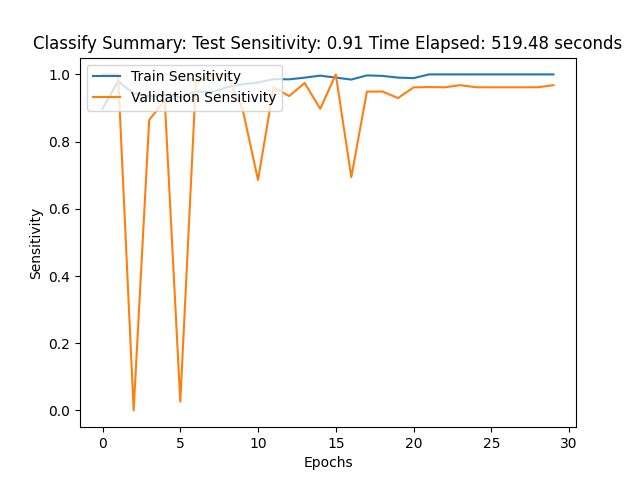 Classify Summary: Test Sensitivity: 0.91 Time Elapsed: 519.48 seconds
Train Sensitivity
Validation Sensitivity
1.0
0.8
0.6
0.4
0.2
0.0
Sensitivity
0 5 10 15 20 25 30
Epochs